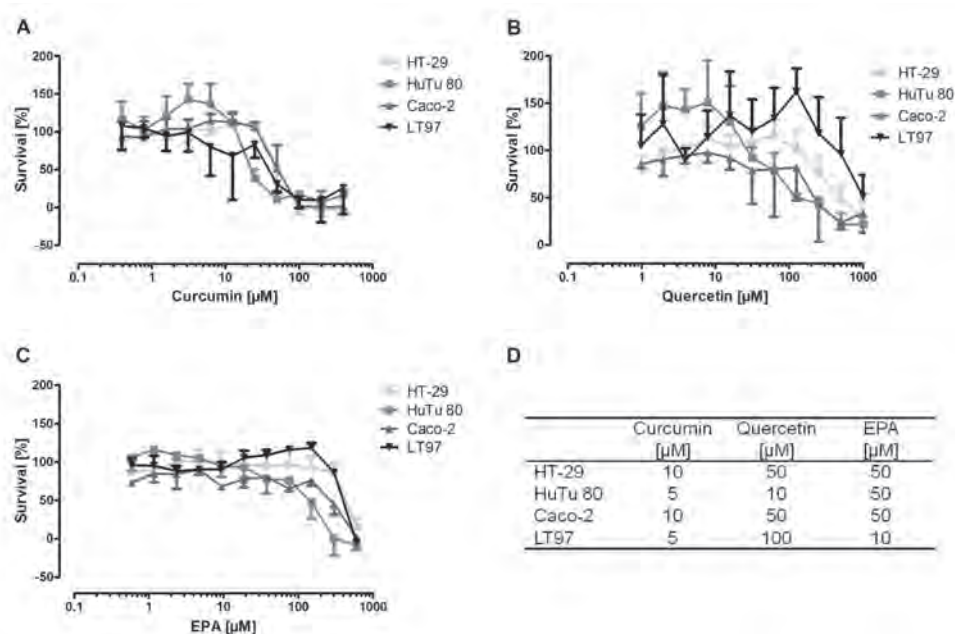 A
HT-29
HuTu 80
Caco-2
LT97
Survival [%]
200
150
100
50
0
-50
0.1 1 10 100 1000
Curcumin [µM]
B
HT-29
HuTu 80
Caco-2
LT97
Survival [%]
200
150
100
50
0
0.1 1 10 100 1000
Quercetin [µM]
C
HT-29
HuTu 80
Caco-2
LT97
Survival [%]
200
150
100
50
0
-50
0.1 1 10 100 1000
EPA [µM]
D
Curcumin Quercetin EPA
[µM] [µM] [µM]
HT-29 10 50 50
HuTu 80 5 10 50
Caco-2 10 50 50
LT97 5 100 10